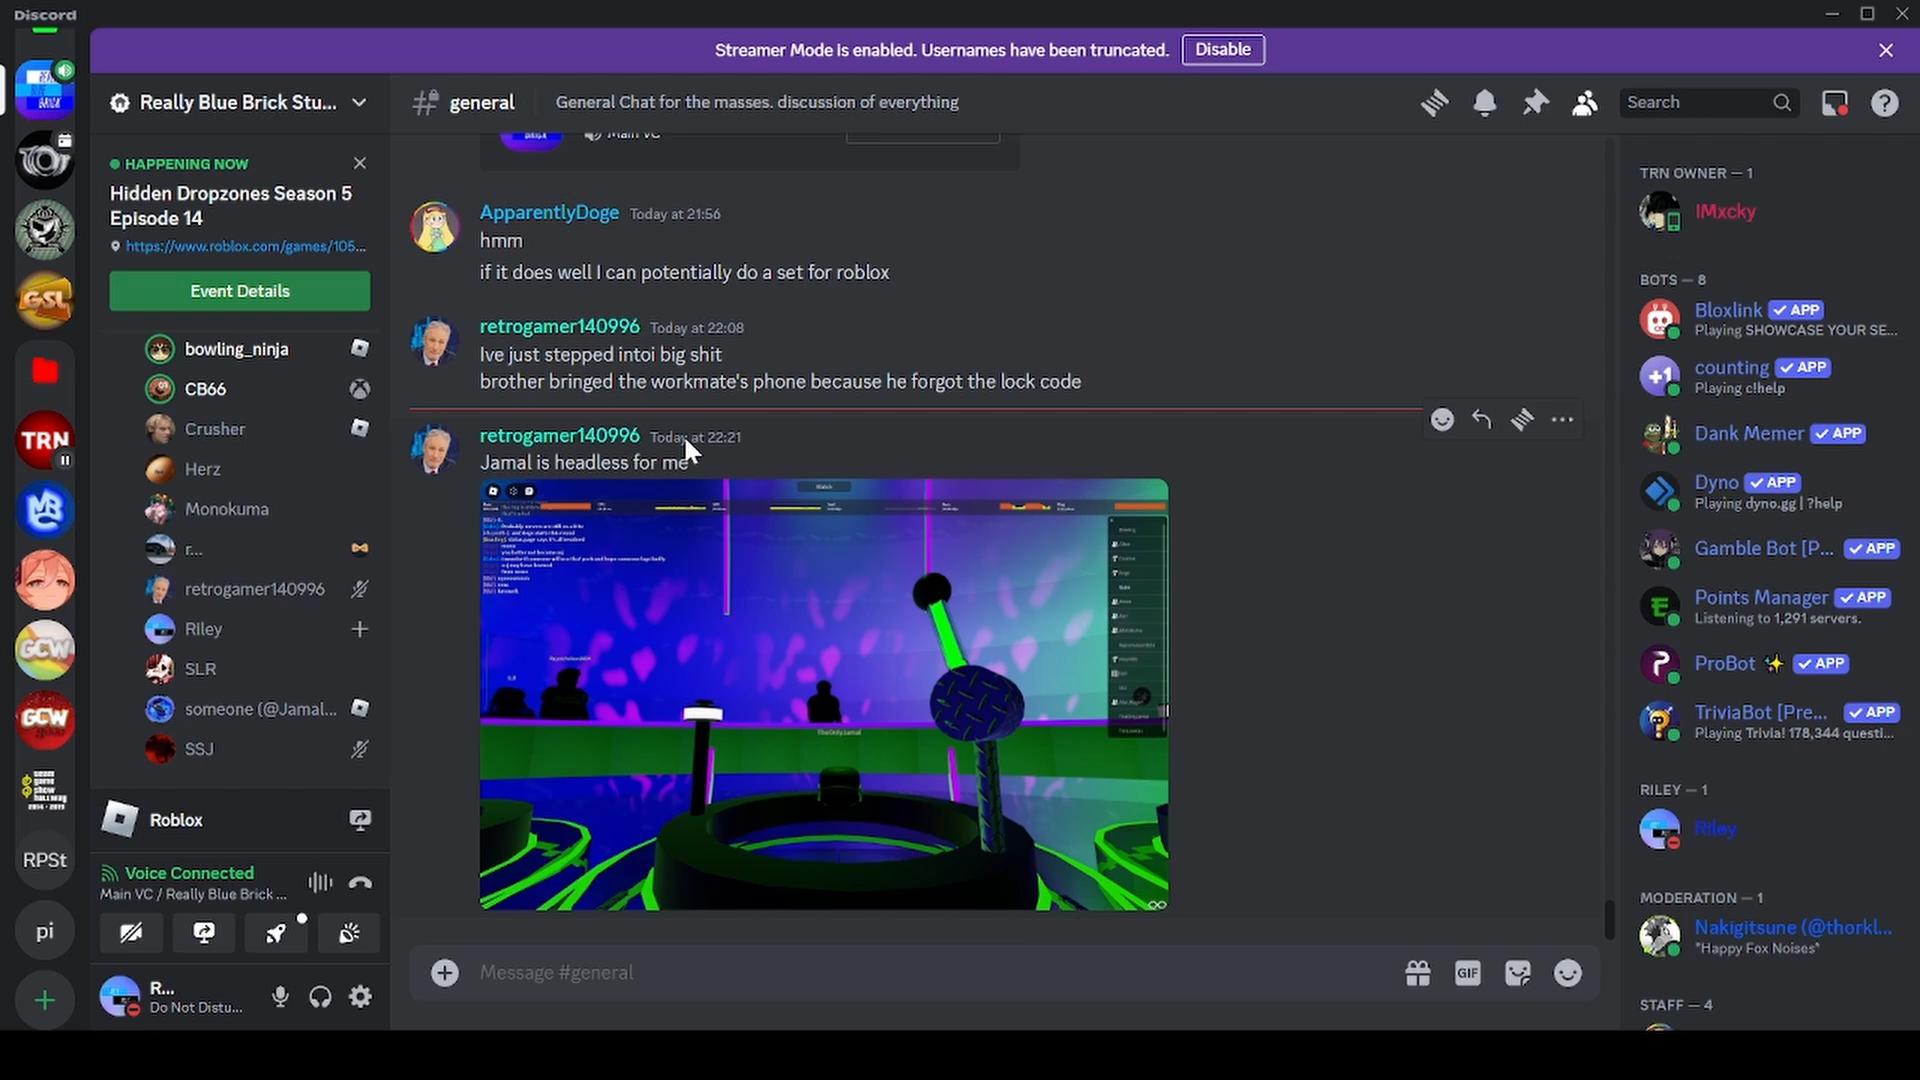 Discord
Streamer Mode is enabled. Usernames have been truncated.
Disable
Really Blue Brick Stu...
general
General Chat for the masses. discussion of everything
Search
HAPPENING NOW
Hidden Dropzones Season 5
Episode 14
https://www.roblox.com/games/105...
Event Details
bowling_ninja
CB66
Crusher
Herz
Monokuma
r...
retrogamer140996
Riley
SLR
someone (@Jamal...
SSJ
Roblox
Voice Connected
Main VC / Really Blue Brick ...
R...
Do Not Distu...
TRN
GSL
GCW
GCW
RPSt
pi
Main VC
ApparentlyDoge Today at 21:56
hmm
if it does well I can potentially do a set for roblox
retrogamer140996 Today at 22:08
Ive just stepped intoi big shit
brother bringed the workmate's phone because he forgot the lock code
retrogamer140996 Today at 22:21
Jamal is headless for me
TheOnlyJamal
SLR
Message #general
GIF
TRN OWNER — 1
IMxcky
BOTS — 8
Bloxlink APP
Playing SHOWCASE YOUR SE...
counting APP
Playing c!help
Dank Memer APP
Dyno APP
Playing dyno.gg | ?help
Gamble Bot [P... APP
Points Manager APP
Listening to 1,291 servers.
ProBot ✨ APP
TriviaBot [Pre... APP
Playing Trivia! 178,344 questi...
RILEY — 1
Riley
MODERATION — 1
Nakigitsune (@thorkl...
*Happy Fox Noises*
STAFF — 4